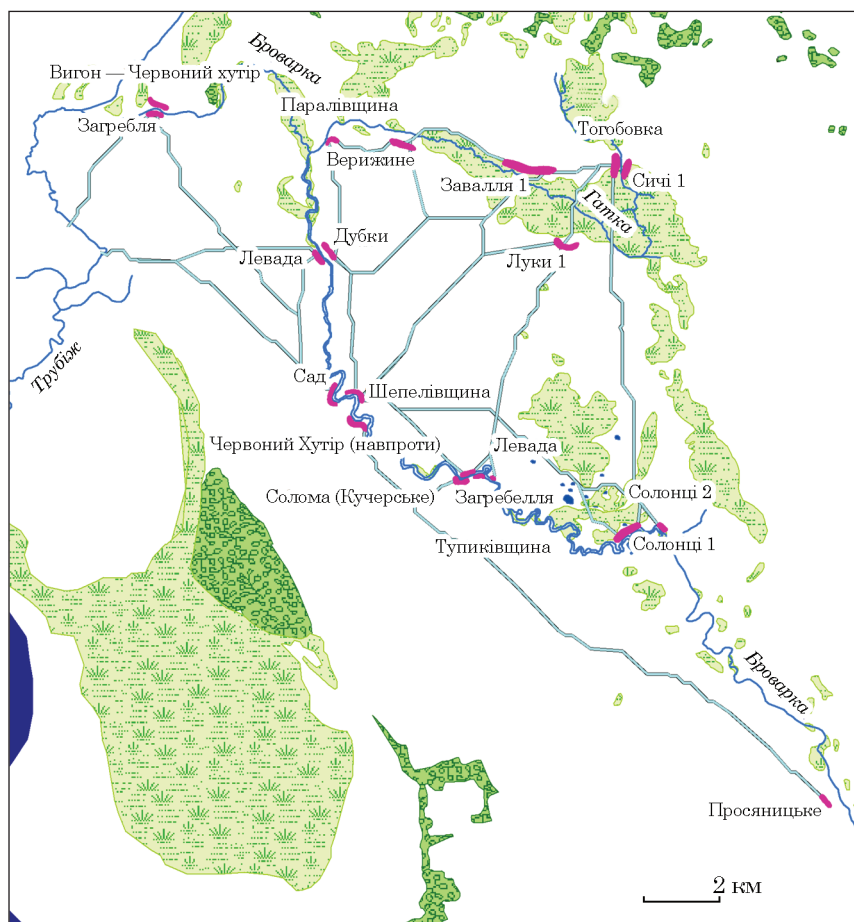 Броварка
Вигон — Червоний хутір
Паралівщина
Загребля
Тогобовка
Верижине
Завалля 1
Сичі 1
Гатка
Дубки
Левада
Луки 1
Трубіж
Сад
Шепелівщина
Червоний Хутір (навпроти)
Левада
Солома (Кучерське)
Загребелля
Солонці 2
Тупиківщина
Солонці 1
Броварка
Просяницьке
2 км